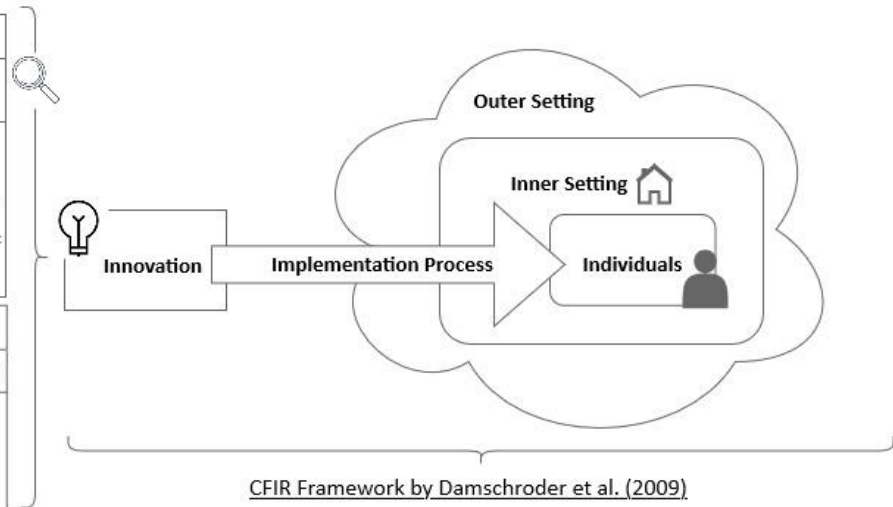 Outer Setting
Inner Setting
Innovation
Implementation Process
Individuals
CFIR Framework by Damschroder et al. (2009)